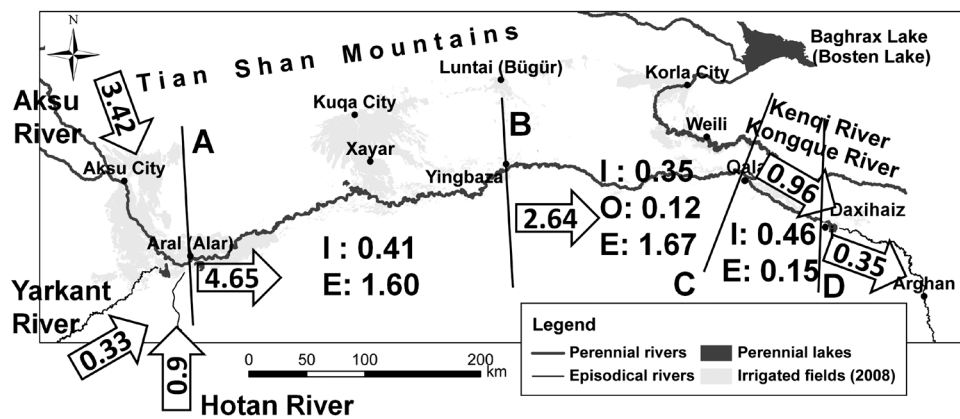 N
Tian Shan Mountains
Baghrax Lake
(Bosten Lake)
Luntai (Bügür)
Korla City
Aksu
River
3.42
Kuqa City
A
B
Kenqi River
Kongque River
Weili
Xayar
Aksu City
Yingbaza
I : 0.35
O: 0.12
E: 1.67
0.96
2.64
Daxihaiz
Aral (Alar)
I : 0.41
E: 1.60
4.65
I: 0.46
E: 0.15
0.35
C
D
Arghan
Yarkant
River
0.33
0.9
Hotan River
0 50 100 200
km
Legend
Perennial rivers
Perennial lakes
Episodical rivers
Irrigated fields (2008)